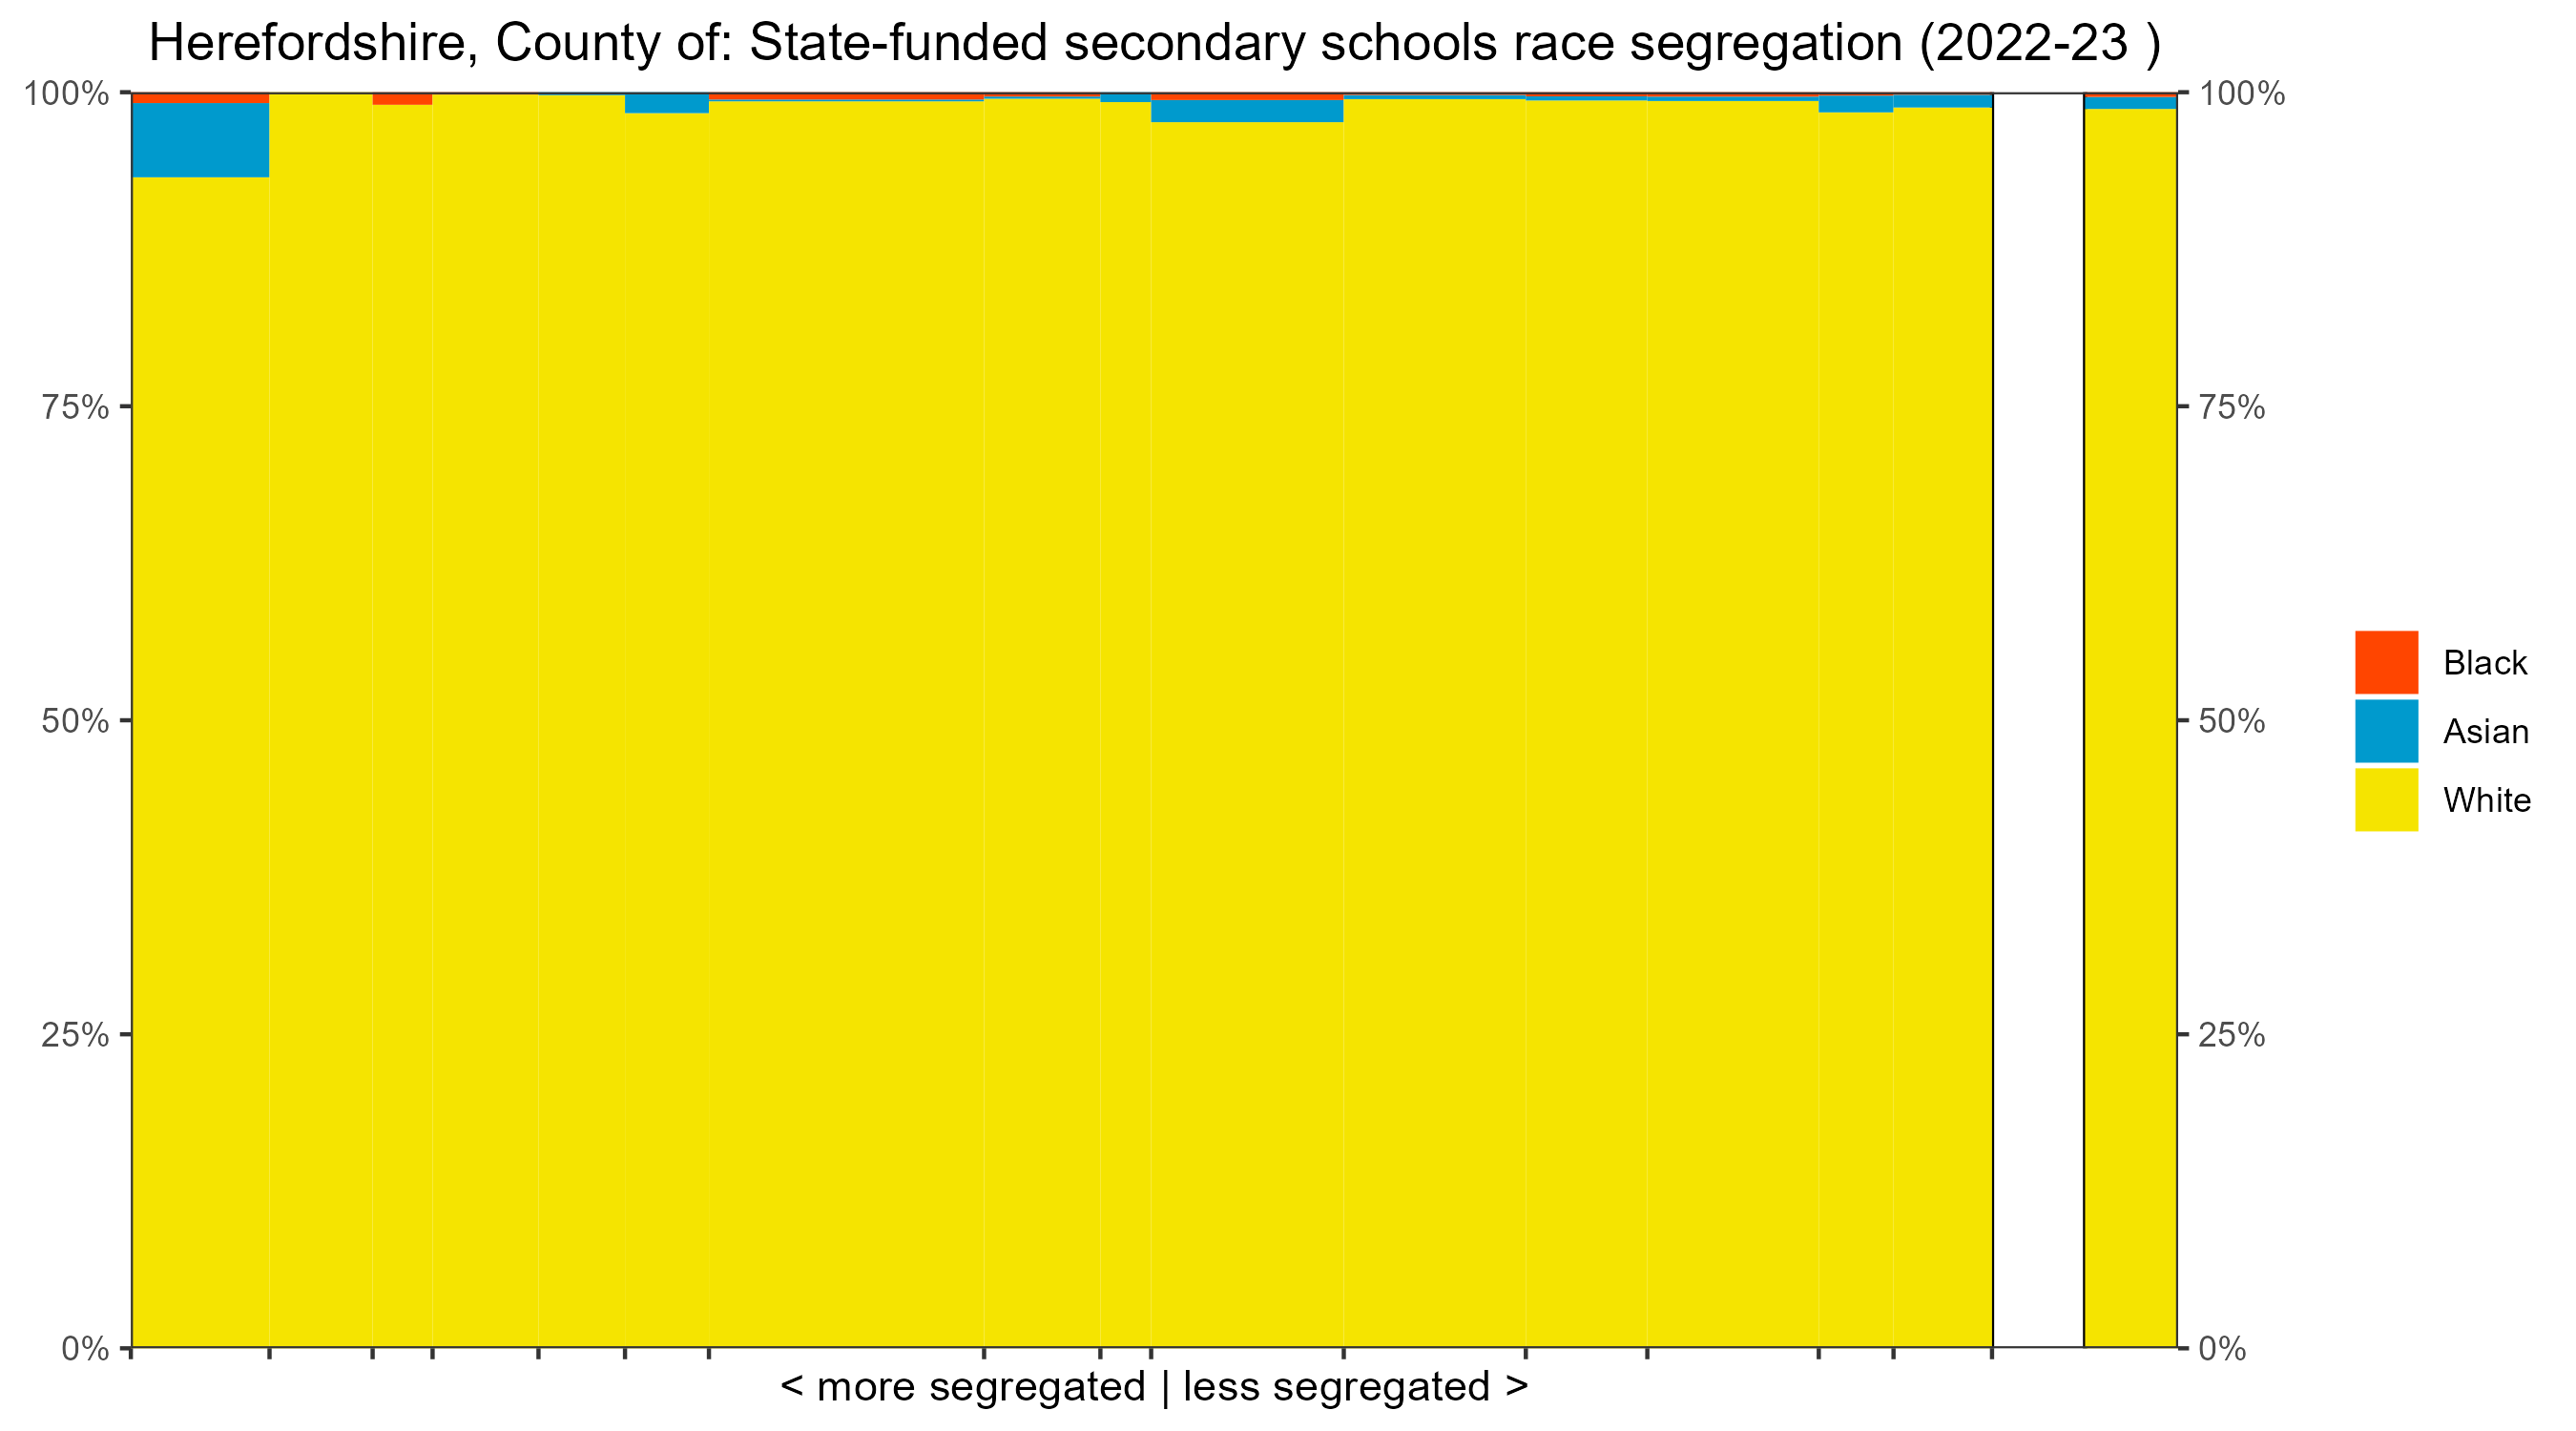 Herefordshire, County of: State-funded secondary schools race segregation (2022-23 )
100%
75%
50%
25%
0%
100%
75%
50%
25%
0%
Black
Asian
White
< more segregated | less segregated >